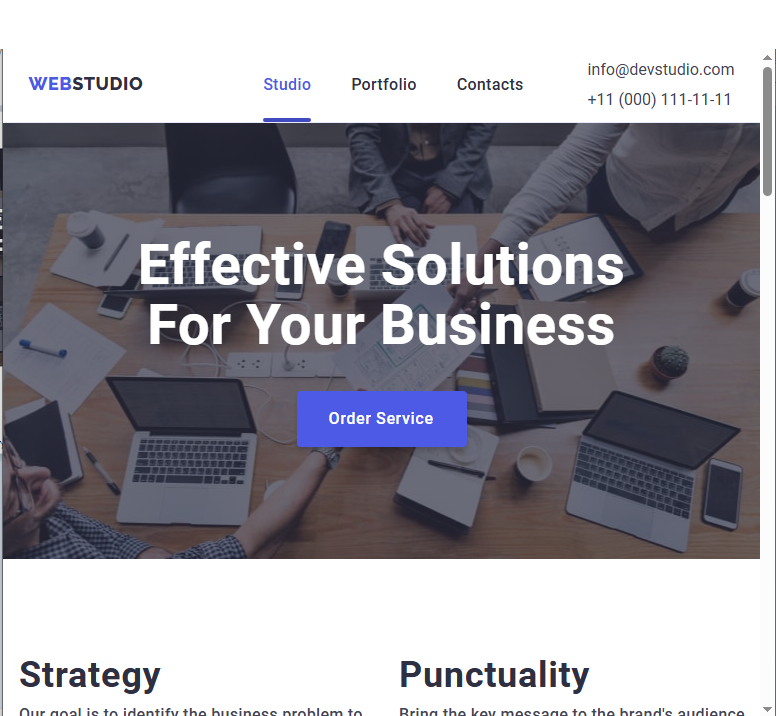 WEBSTUDIO
Studio
Portfolio
Contacts
info@devstudio.com
+11 (000) 111-11-11
Effective Solutions
For Your Business
Order Service
Strategy
Our goal is to identify the business problem to
Punctuality
Bring the key message to the brand's audience